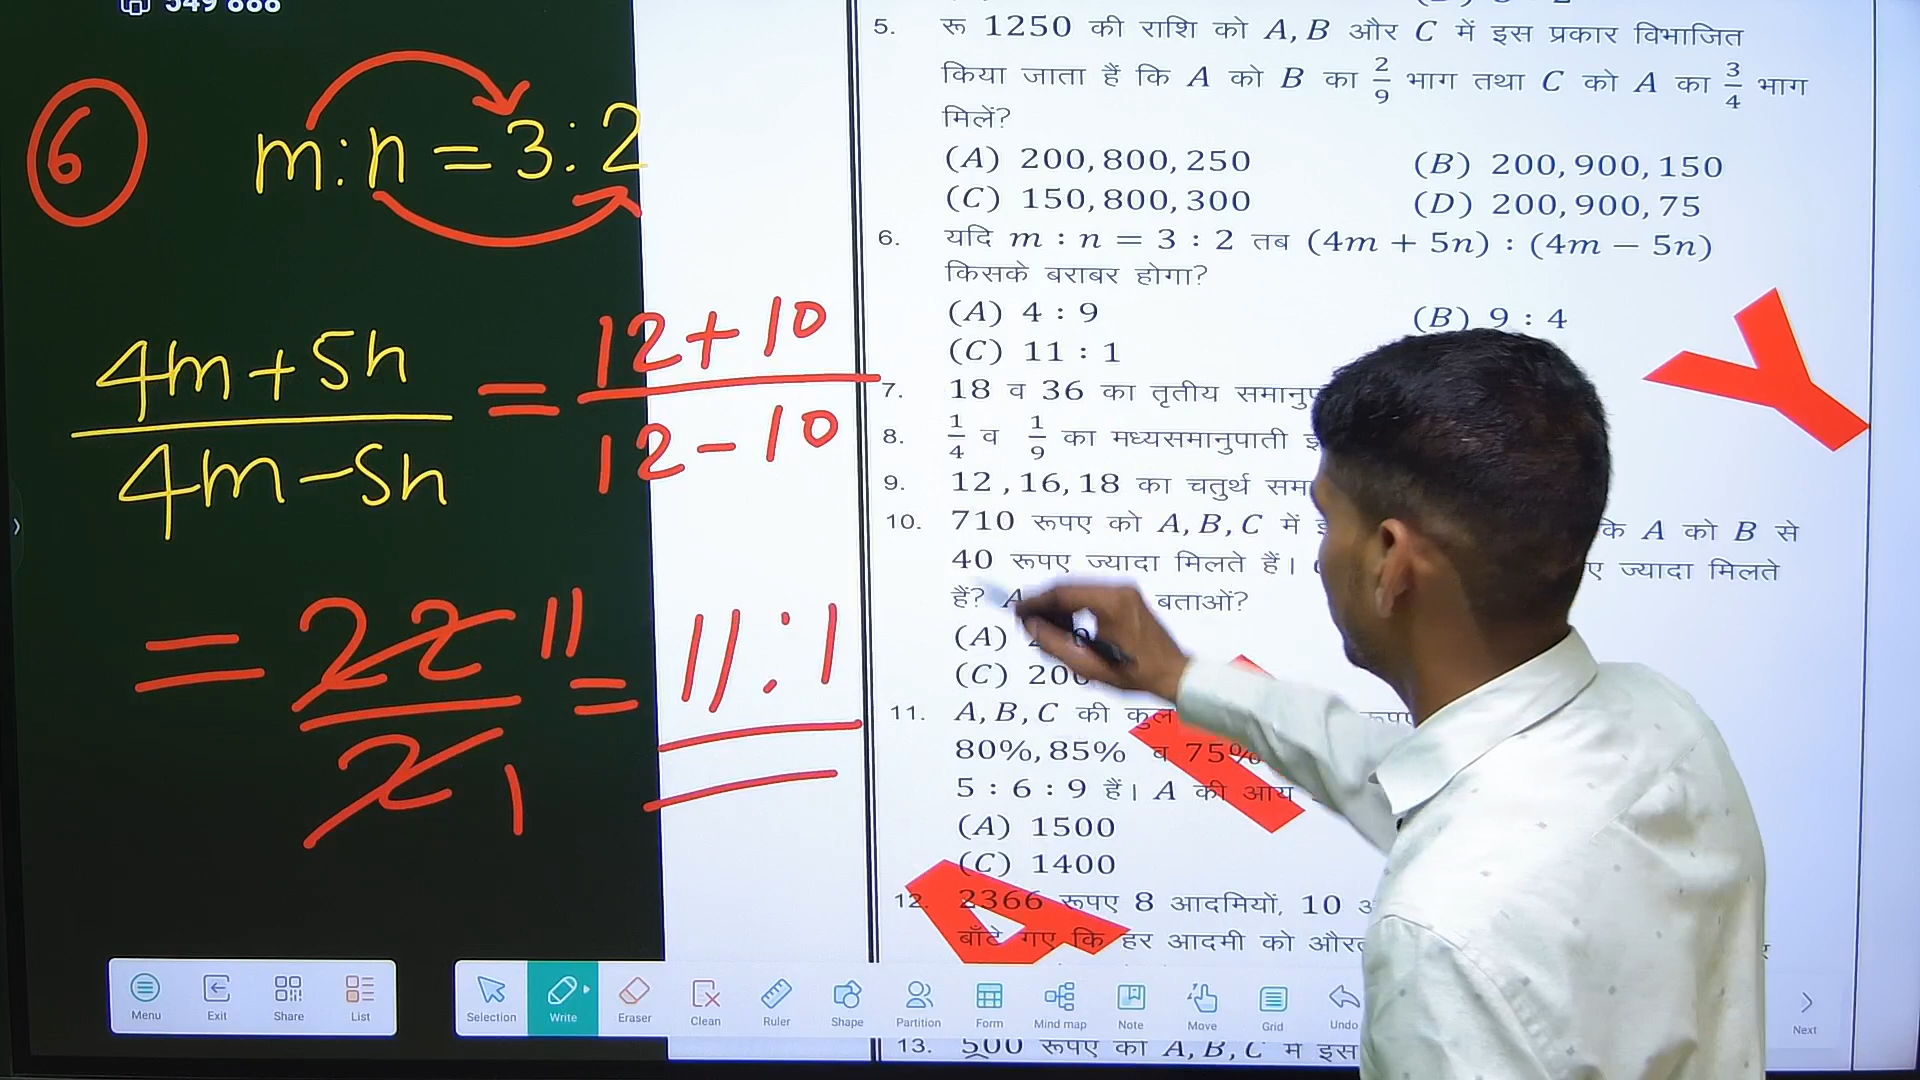 549 888
6
m:n = 3:2
4m+5n / 4m-5n = 12+10 / 12-10
= 22 / 2 11 / 1 = 11:1
5. रू 1250 की राशि को A, B और C में इस प्रकार विभाजित
किया जाता हैं कि A को B का 2/9 भाग तथा C को A का 3/4 भाग
मिलें?
(A) 200, 800, 250 (B) 200, 900, 150
(C) 150, 800, 300 (D) 200, 900, 75
6. यदि m : n = 3 : 2 तब (4m + 5n) : (4m − 5n)
किसके बराबर होगा?
(A) 4 : 9 (B) 9 : 4
(C) 11 : 1
7. 18 व 36 का तृतीय
8. 1/4 व 1/9 का मध्यसमानुपाती
9. 12 , 16, 18 का चतुर्थ
10. 710 रूपए को A, B, C में कि A को B से
40 रूपए ज्यादा मिलते हैं। ज्यादा मिलते
हैं? A बताओं?
(A)
(C)
11. A, B, C की कुल
80%, 85% व 75%
5 : 6 : 9 हैं। A की आय
(A) 1500
(C) 1400
12. 2366 रूपए 8 आदमियों, 10
बाँटे गए कि हर आदमी को
13. 500 रूपए को A, B, C में इस
Y
A
Menu Exit Share List Selection Write Eraser Clean Ruler Shape Partition Form Mind map Note Move Grid Undo Next